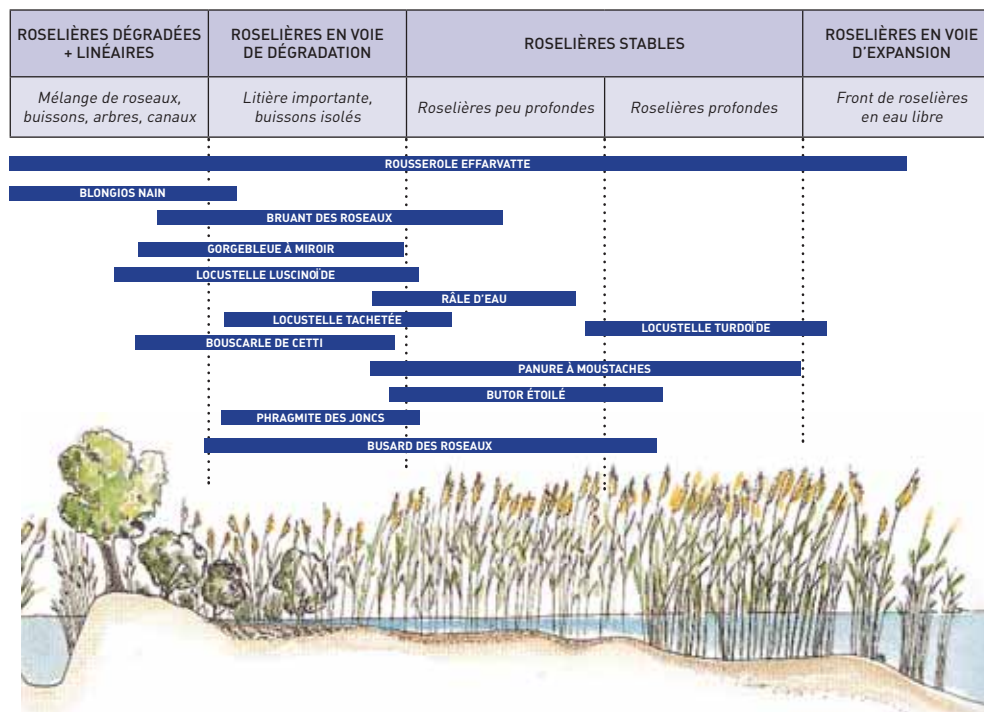 ROSELIÈRES DÉGRADÉES
+ LINÉAIRES
ROSELIÈRES EN VOIE
DE DÉGRADATION
ROSELIÈRES STABLES
ROSELIÈRES EN VOIE
D'EXPANSION
Mélange de roseaux,
buissons, arbres, canaux
Litière importante,
buissons isolés
Roselières peu profondes
Roselières profondes
Front de roselières
en eau libre
ROUSSEROLE EFFARVATTE
BLONGIOS NAIN
BRUANT DES ROSEAUX
GORGEBLEUE À MIROIR
LOCUSTELLE LUSCINOÏDE
RÂLE D'EAU
LOCUSTELLE TACHETÉE
LOCUSTELLE TURDOÏDE
BOUSCARLE DE CETTI
PANURE À MOUSTACHES
BUTOR ÉTOILÉ
PHRAGMITE DES JONCS
BUSARD DES ROSEAUX